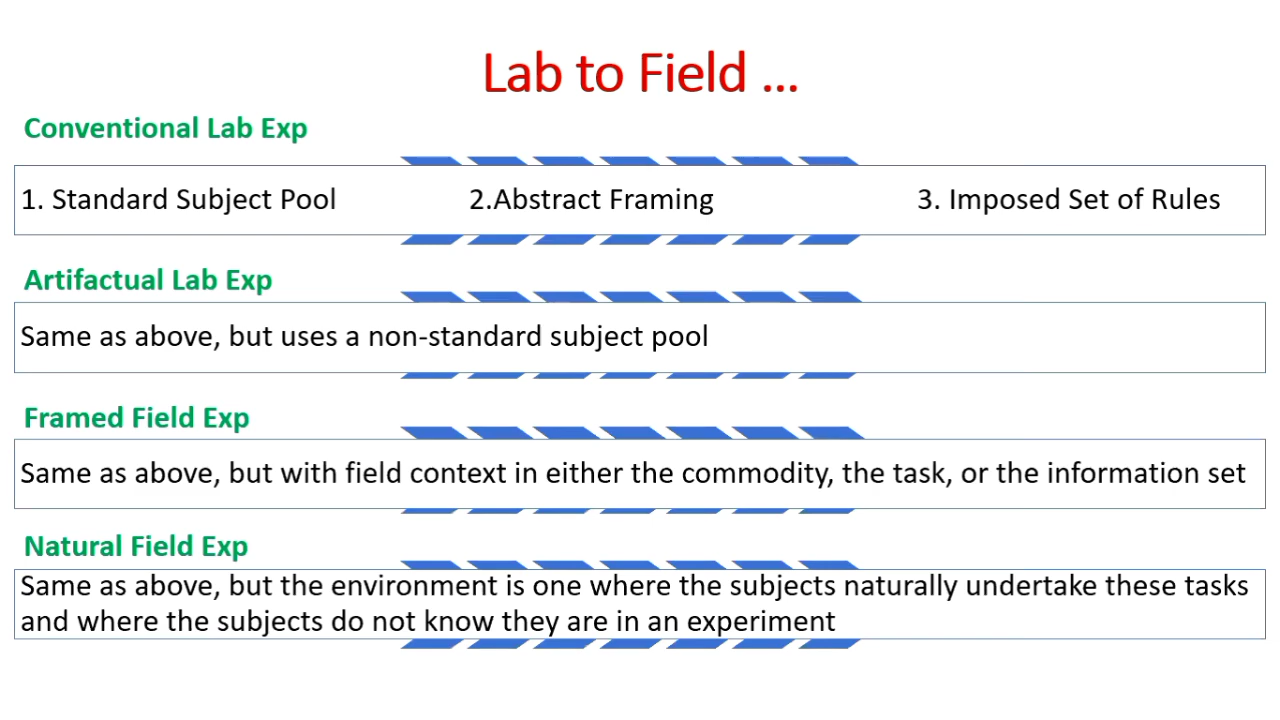 Lab to Field ...
Conventional Lab Exp
1. Standard Subject Pool 2.Abstract Framing 3. Imposed Set of Rules
Artifactual Lab Exp
Same as above, but uses a non-standard subject pool
Framed Field Exp
Same as above, but with field context in either the commodity, the task, or the information set
Natural Field Exp
Same as above, but the environment is one where the subjects naturally undertake these tasks
and where the subjects do not know they are in an experiment